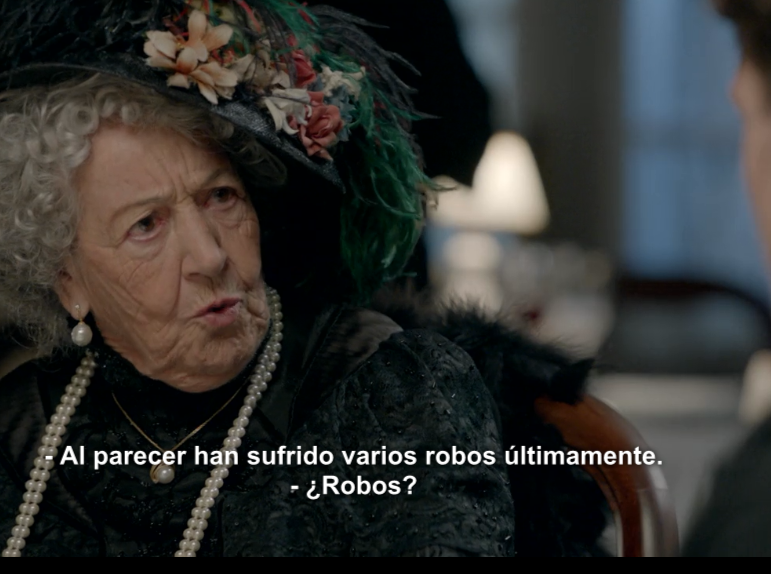 - Al parecer han sufrido varios robos últimamente.
- ¿Robos?